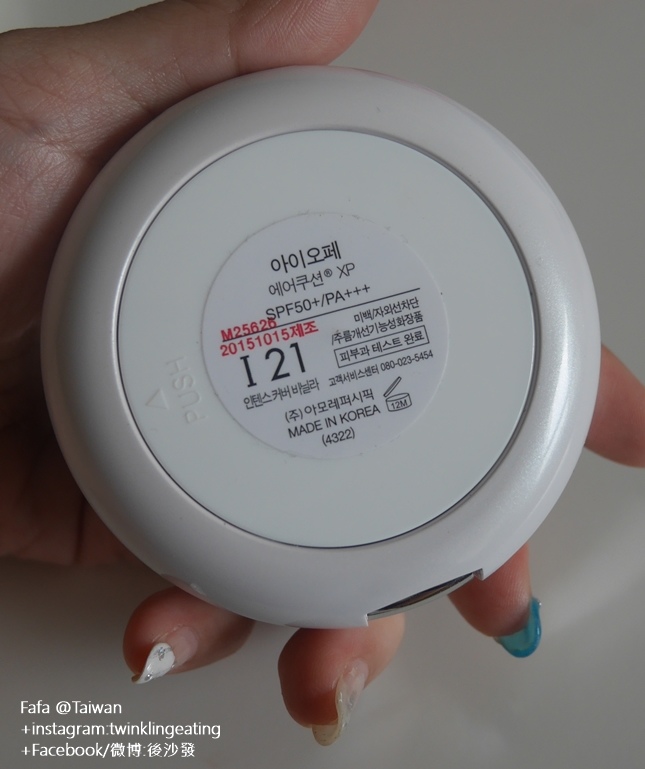 아이오페
에어쿠션® XP
SPF50+/PA+++
M25626
20151015제조
I 21
인텐스커버 바닐라
미백/자외선차단
/주름개선기능성화장품
피부과 테스트 완료
고객서비스센터 080-023-5454
(주)아모레퍼시픽
MADE IN KOREA
(4322)
12M
PUSH
Fafa @Taiwan
+instagram:twinklingeating
+Facebook/微博:後沙發